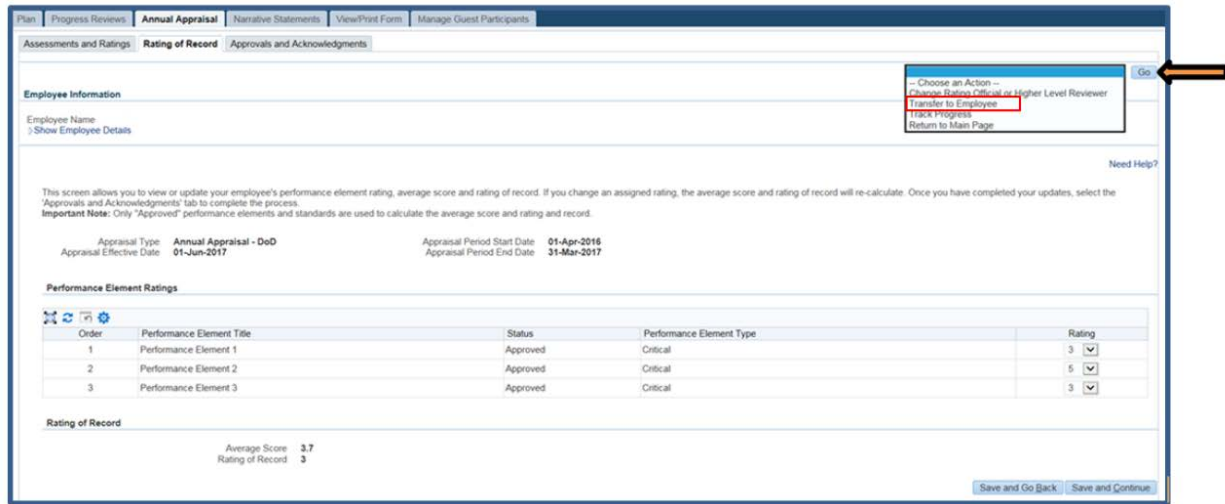 Plan Progress Reviews Annual Appraisal Narrative Statements View/Print Form Manage Guest Participants
Assessments and Ratings Rating of Record Approvals and Acknowledgments
Go
-- Choose an Action --
Change Rating Official or Higher Level Reviewer
Transfer to Employee
Track Progress
Return to Main Page
Employee Information
Employee Name
Show Employee Details
Need Help?
This screen allows you to view or update your employee's performance element rating, average score and rating of record. If you change an assigned rating, the average score and rating of record will re-calculate. Once you have completed your updates, select the
'Approvals and Acknowledgments' tab to complete the process.
Important Note: Only "Approved" performance elements and standards are used to calculate the average score and rating and record.
Appraisal Type Annual Appraisal - DoD Appraisal Period Start Date 01-Apr-2016
Appraisal Effective Date 01-Jun-2017 Appraisal Period End Date 31-Mar-2017
Performance Element Ratings
Order Performance Element Title Status Performance Element Type Rating
1 Performance Element 1 Approved Critical 3
2 Performance Element 2 Approved Critical 5
3 Performance Element 3 Approved Critical 3
Rating of Record
Average Score 3.7
Rating of Record 3
Save and Go Back Save and Continue